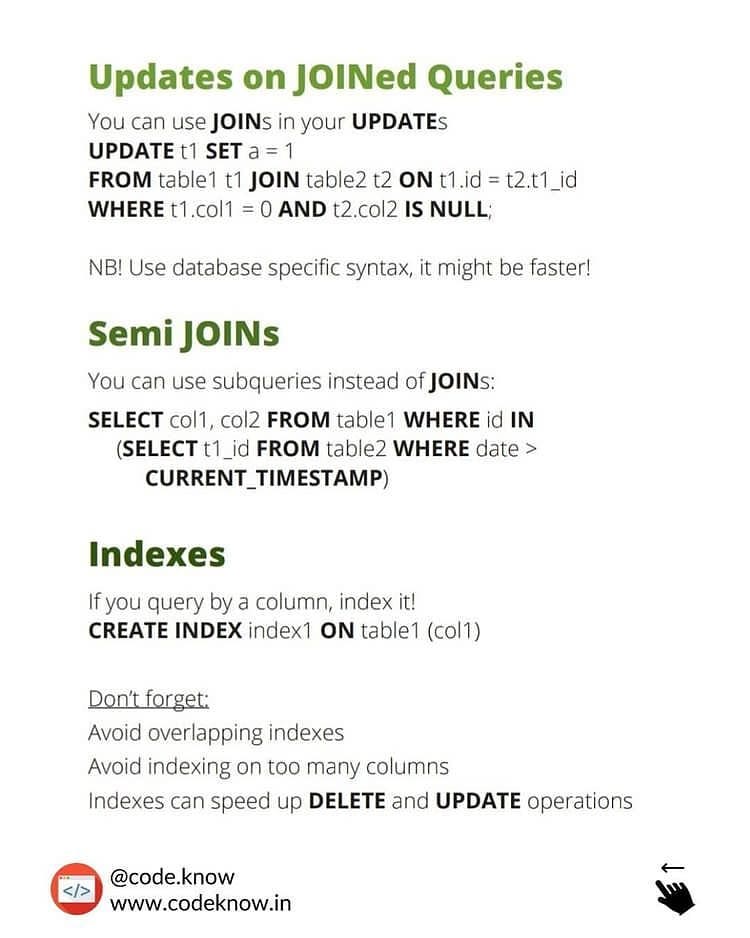 Updates on JOINed Queries
You can use JOINs in your UPDATEs
UPDATE t1 SET a = 1
FROM table1 t1 JOIN table2 t2 ON t1.id = t2.t1_id
WHERE t1.col1 = 0 AND t2.col2 IS NULL;
NB! Use database specific syntax, it might be faster!
Semi JOINs
You can use subqueries instead of JOINs:
SELECT col1, col2 FROM table1 WHERE id IN
(SELECT t1_id FROM table2 WHERE date >
CURRENT_TIMESTAMP)
Indexes
If you query by a column, index it!
CREATE INDEX index1 ON table1 (col1)
Don't forget:
Avoid overlapping indexes
Avoid indexing on too many columns
Indexes can speed up DELETE and UPDATE operations
</>
@code.know
www.codeknow.in